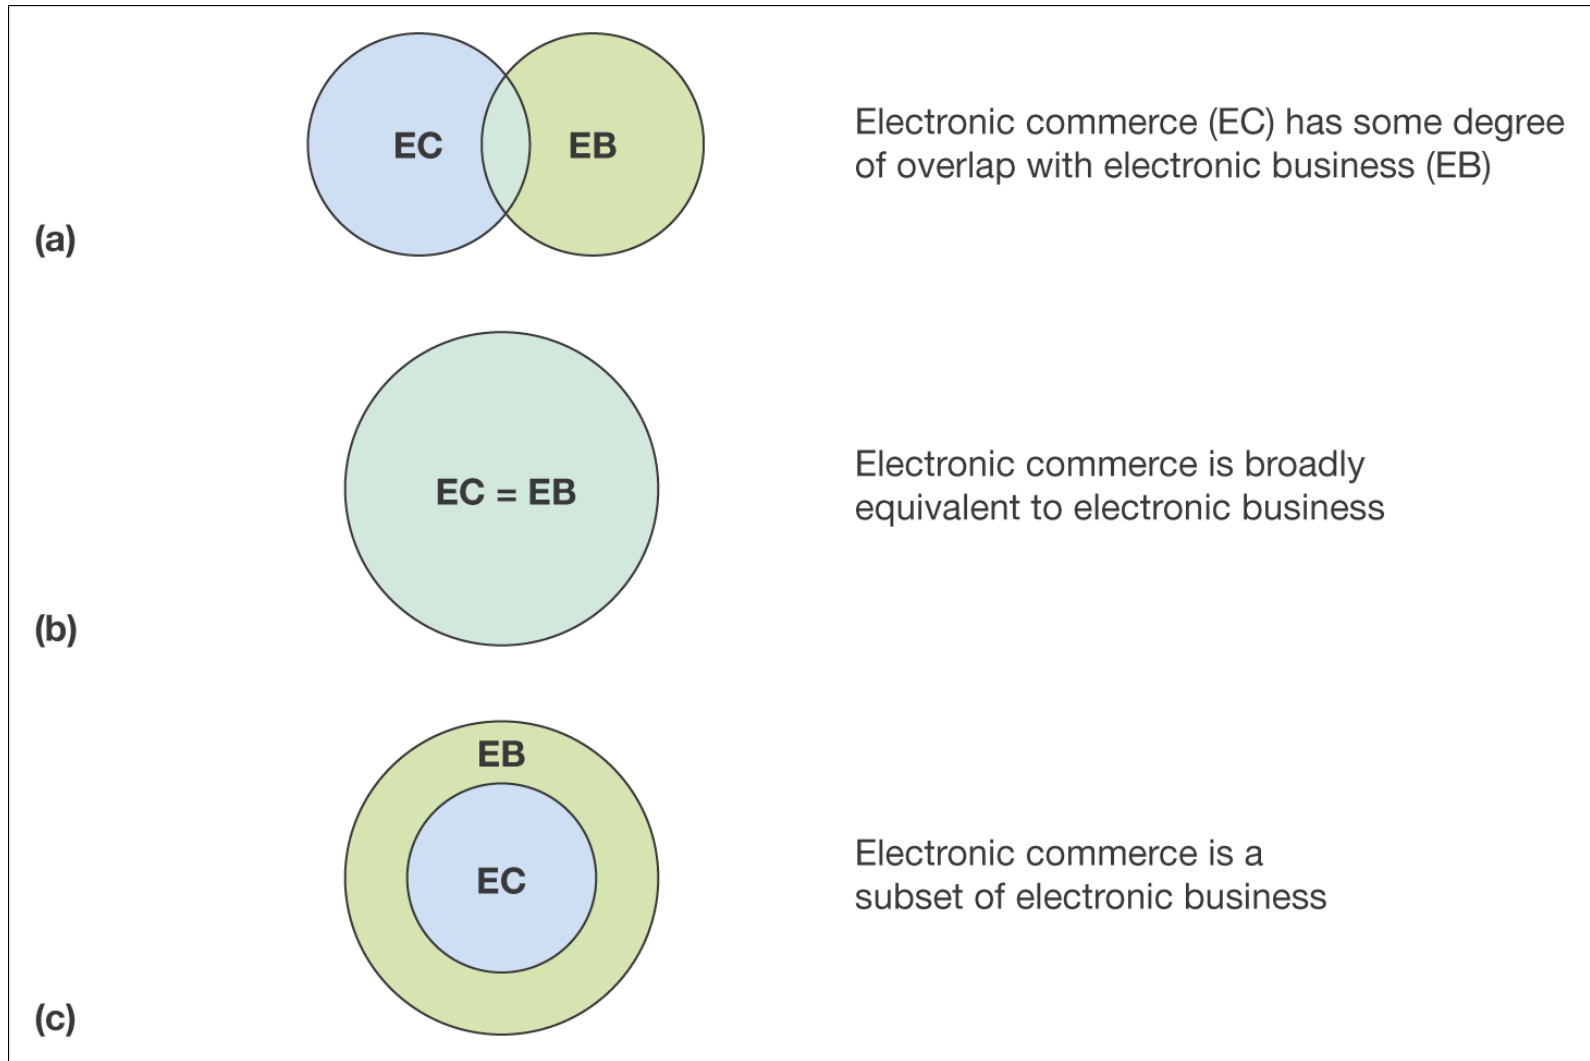 EC
EB
Electronic commerce (EC) has some degree
of overlap with electronic business (EB)
(a)
EC = EB
Electronic commerce is broadly
equivalent to electronic business
(b)
EB
EC
Electronic commerce is a
subset of electronic business
(c)